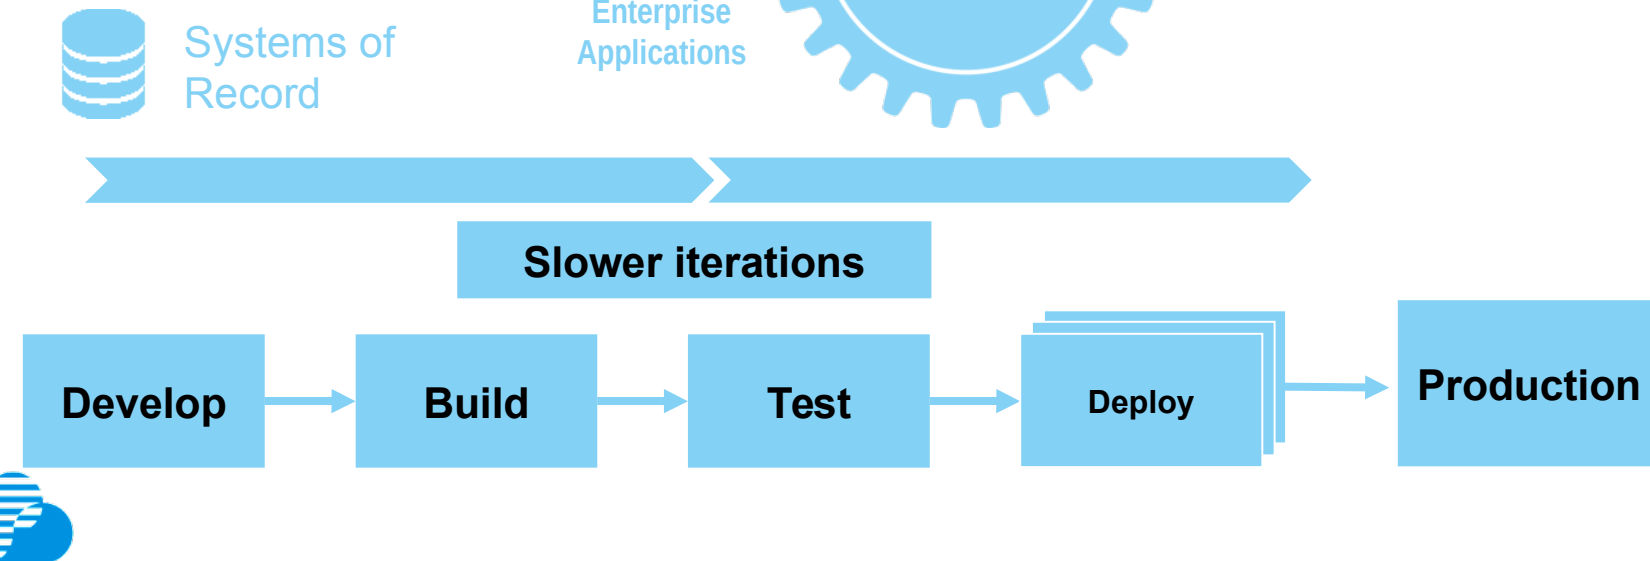 Systems of
Record
Enterprise
Applications
Slower iterations
Develop
Build
Test
Deploy
Production